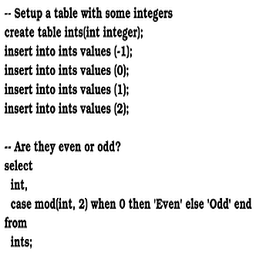 -- Setup a table with some integers
create table ints(int integer);
insert into ints values (-1);
insert into ints values (0);
insert into ints values (1);
insert into ints values (2);

-- Are they even or odd?
select
  int,
  case mod(int, 2) when 0 then 'Even' else 'Odd' end
from
  ints;